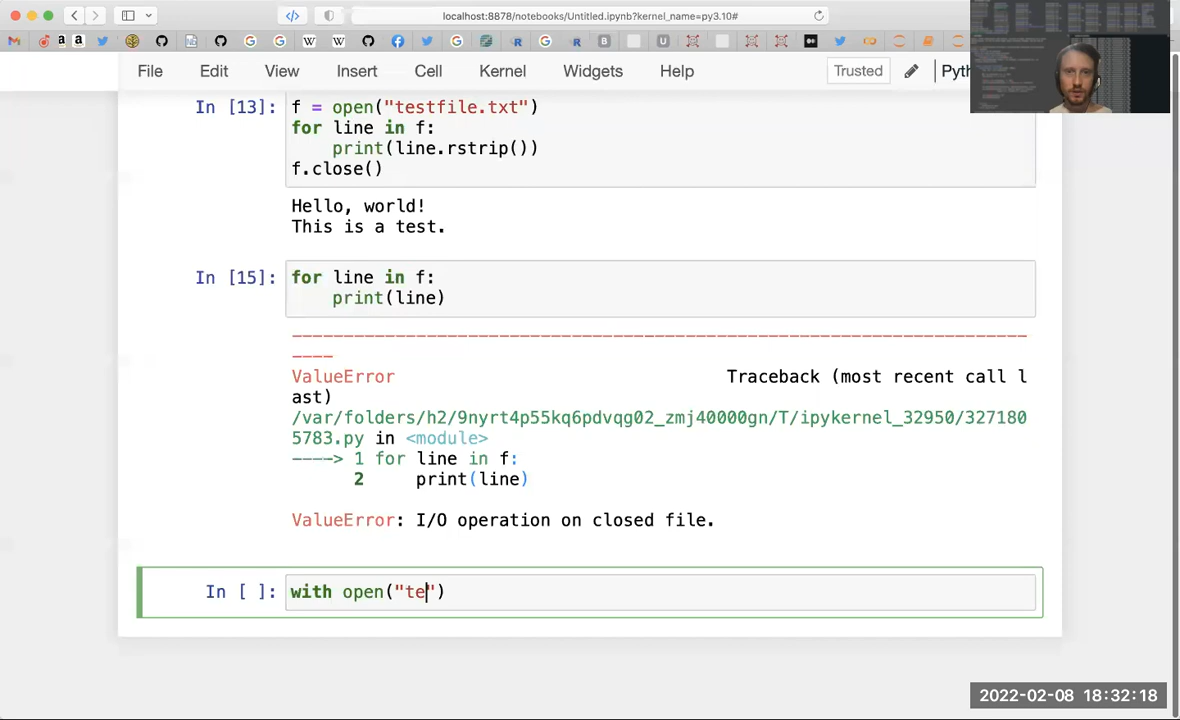 localhost:8878/notebooks/Untitled.ipynb?kernel_name=py3.10#
File Edit View Insert Cell Kernel Widgets Help Trusted Pyth
In [13]: f = open("testfile.txt")
for line in f:
print(line.rstrip())
f.close()
Hello, world!
This is a test.
In [15]: for line in f:
print(line)
--------------------------------------------------------------------
----
ValueError Traceback (most recent call l
ast)
/var/folders/h2/9nyrt4p55kq6pdvqg02_zmj40000gn/T/ipykernel_32950/327180
5783.py in <module>
----> 1 for line in f:
2 print(line)
ValueError: I/O operation on closed file.
In [ ]: with open("te")
2022-02-08 18:32:18